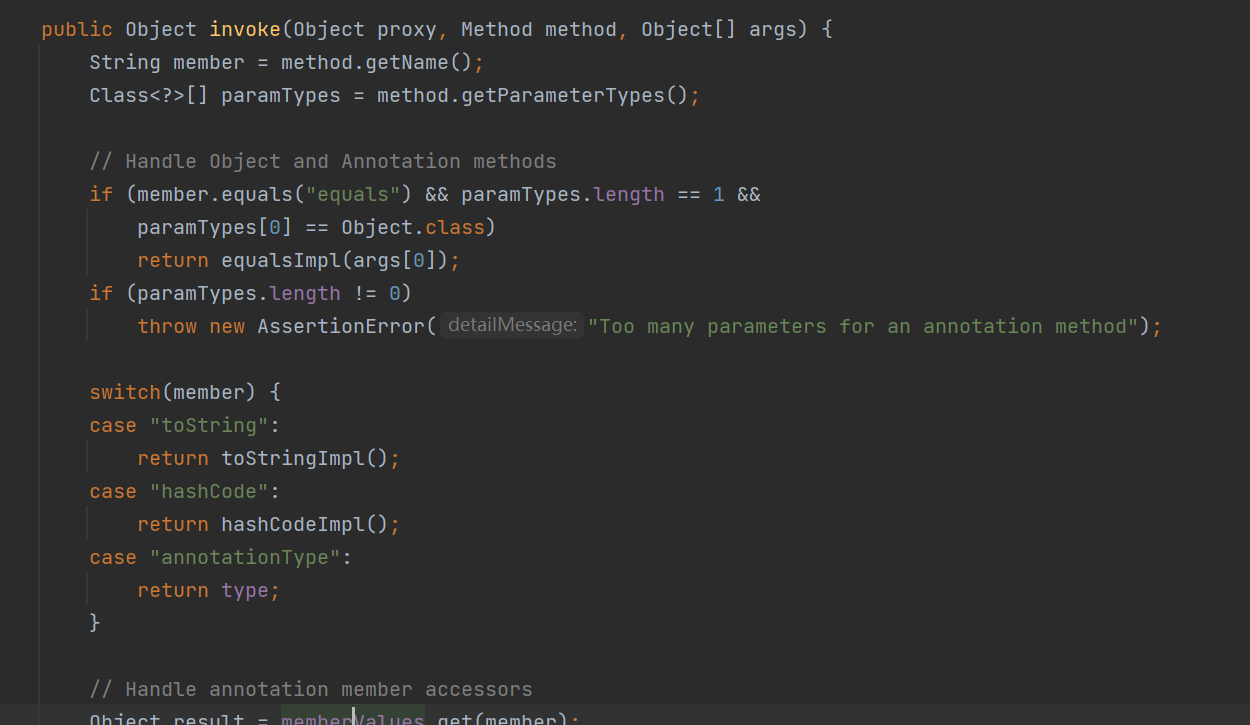 public Object invoke(Object proxy, Method method, Object[] args) {
String member = method.getName();
Class<?>[] paramTypes = method.getParameterTypes();
// Handle Object and Annotation methods
if (member.equals("equals") && paramTypes.length == 1 &&
paramTypes[0] == Object.class)
return equalsImpl(args[0]);
if (paramTypes.length != 0)
throw new AssertionError( detailMessage: "Too many parameters for an annotation method");
switch(member) {
case "toString":
return toStringImpl();
case "hashCode":
return hashCodeImpl();
case "annotationType":
return type;
}
// Handle annotation member accessors
Object result = memberValues.get(member);